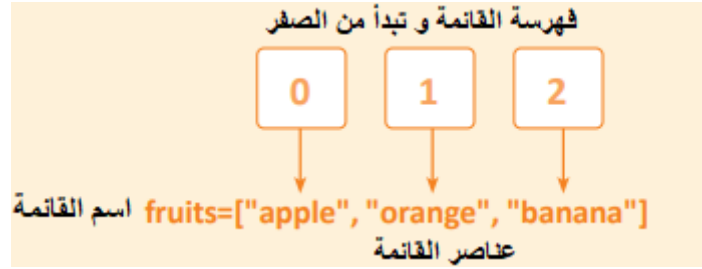 فهرسة القائمة و تبدأ من الصفر
0 1 2
اسم القائمة fruits=["apple", "orange", "banana"]
عناصر القائمة